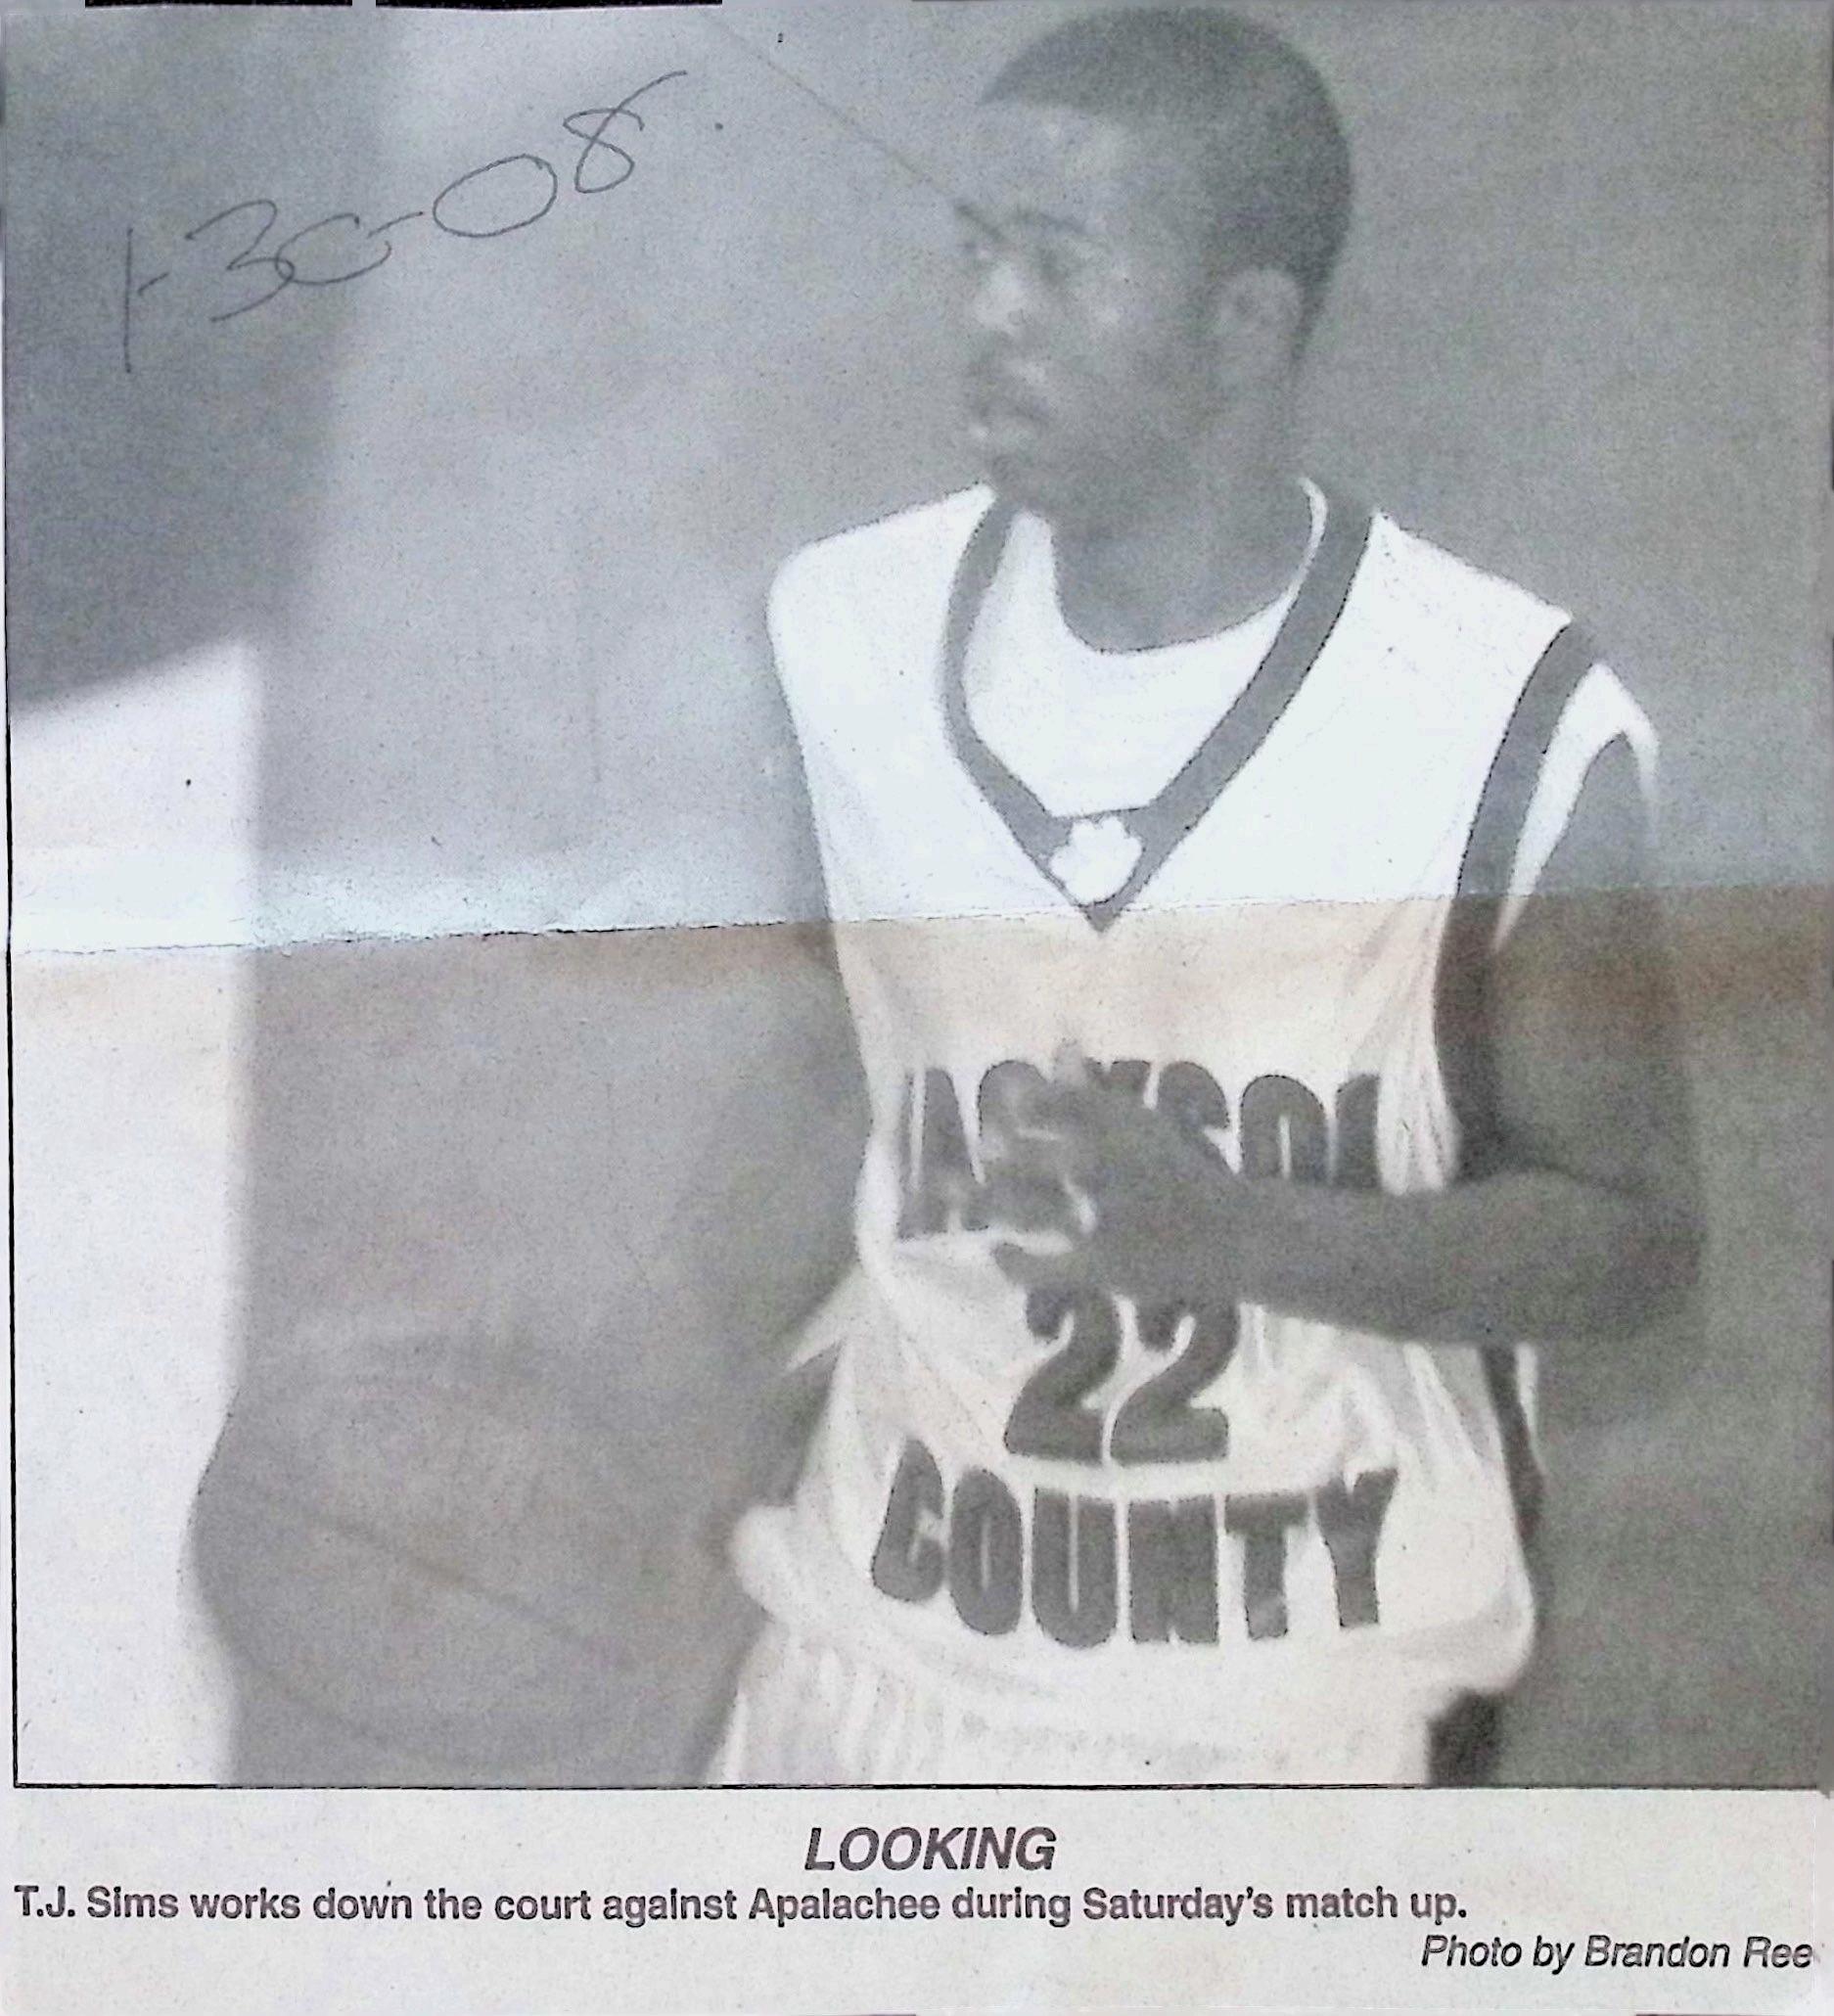 1-30-08
JACKSON
22
COUNTY
LOOKING
T.J. Sims works down the court against Apalachee during Saturday's match up.
Photo by Brandon Ree